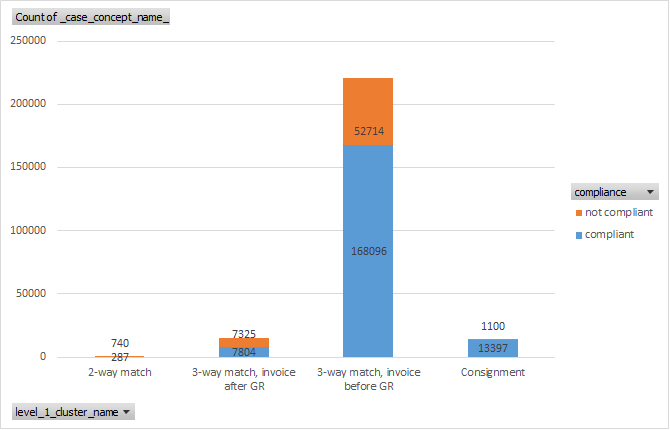 Count of _case_concept_name_
250000
200000
150000
100000
50000
0
740
287
7325
7804
52714
168096
1100
13397
2-way match
3-way match, invoice
after GR
3-way match, invoice
before GR
Consignment
compliance
not compliant
compliant
level_1_cluster_name